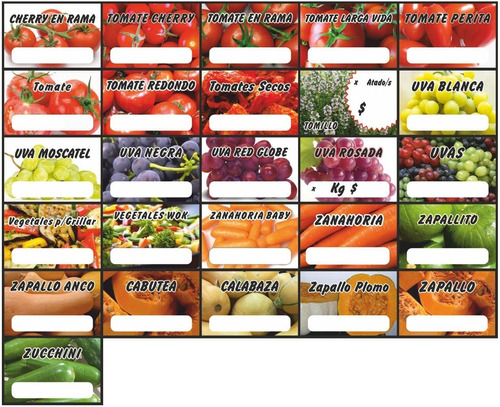 CHERRY EN RAMA
TOMATE CHERRY
TOMATE EN RAMA
TOMATE LARGA VIDA
TOMATE PERITA
Tomate
TOMATE REDONDO
Tomates Secos
x Atado/s
$
TOMILLO
UVA BLANCA
UVA MOSCATEL
UVA NEGRA
UVA RED GLOBE
UVA ROSADA
x Kg $
UVAS
Vegetales p/Grillar
VEGETALES WOK
ZANAHORIA BABY
ZANAHORIA
ZAPALLITO
ZAPALLO ANCO
CABUTEA
CALABAZA
Zapallo Plomo
ZAPALLO
ZUCCHINI